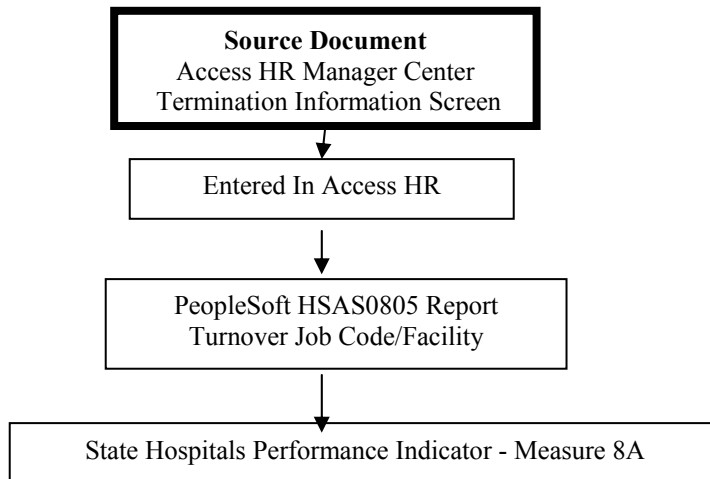 Source Document
Access HR Manager Center
Termination Information Screen
Entered In Access HR
PeopleSoft HSAS0805 Report
Turnover Job Code/Facility
State Hospitals Performance Indicator - Measure 8A